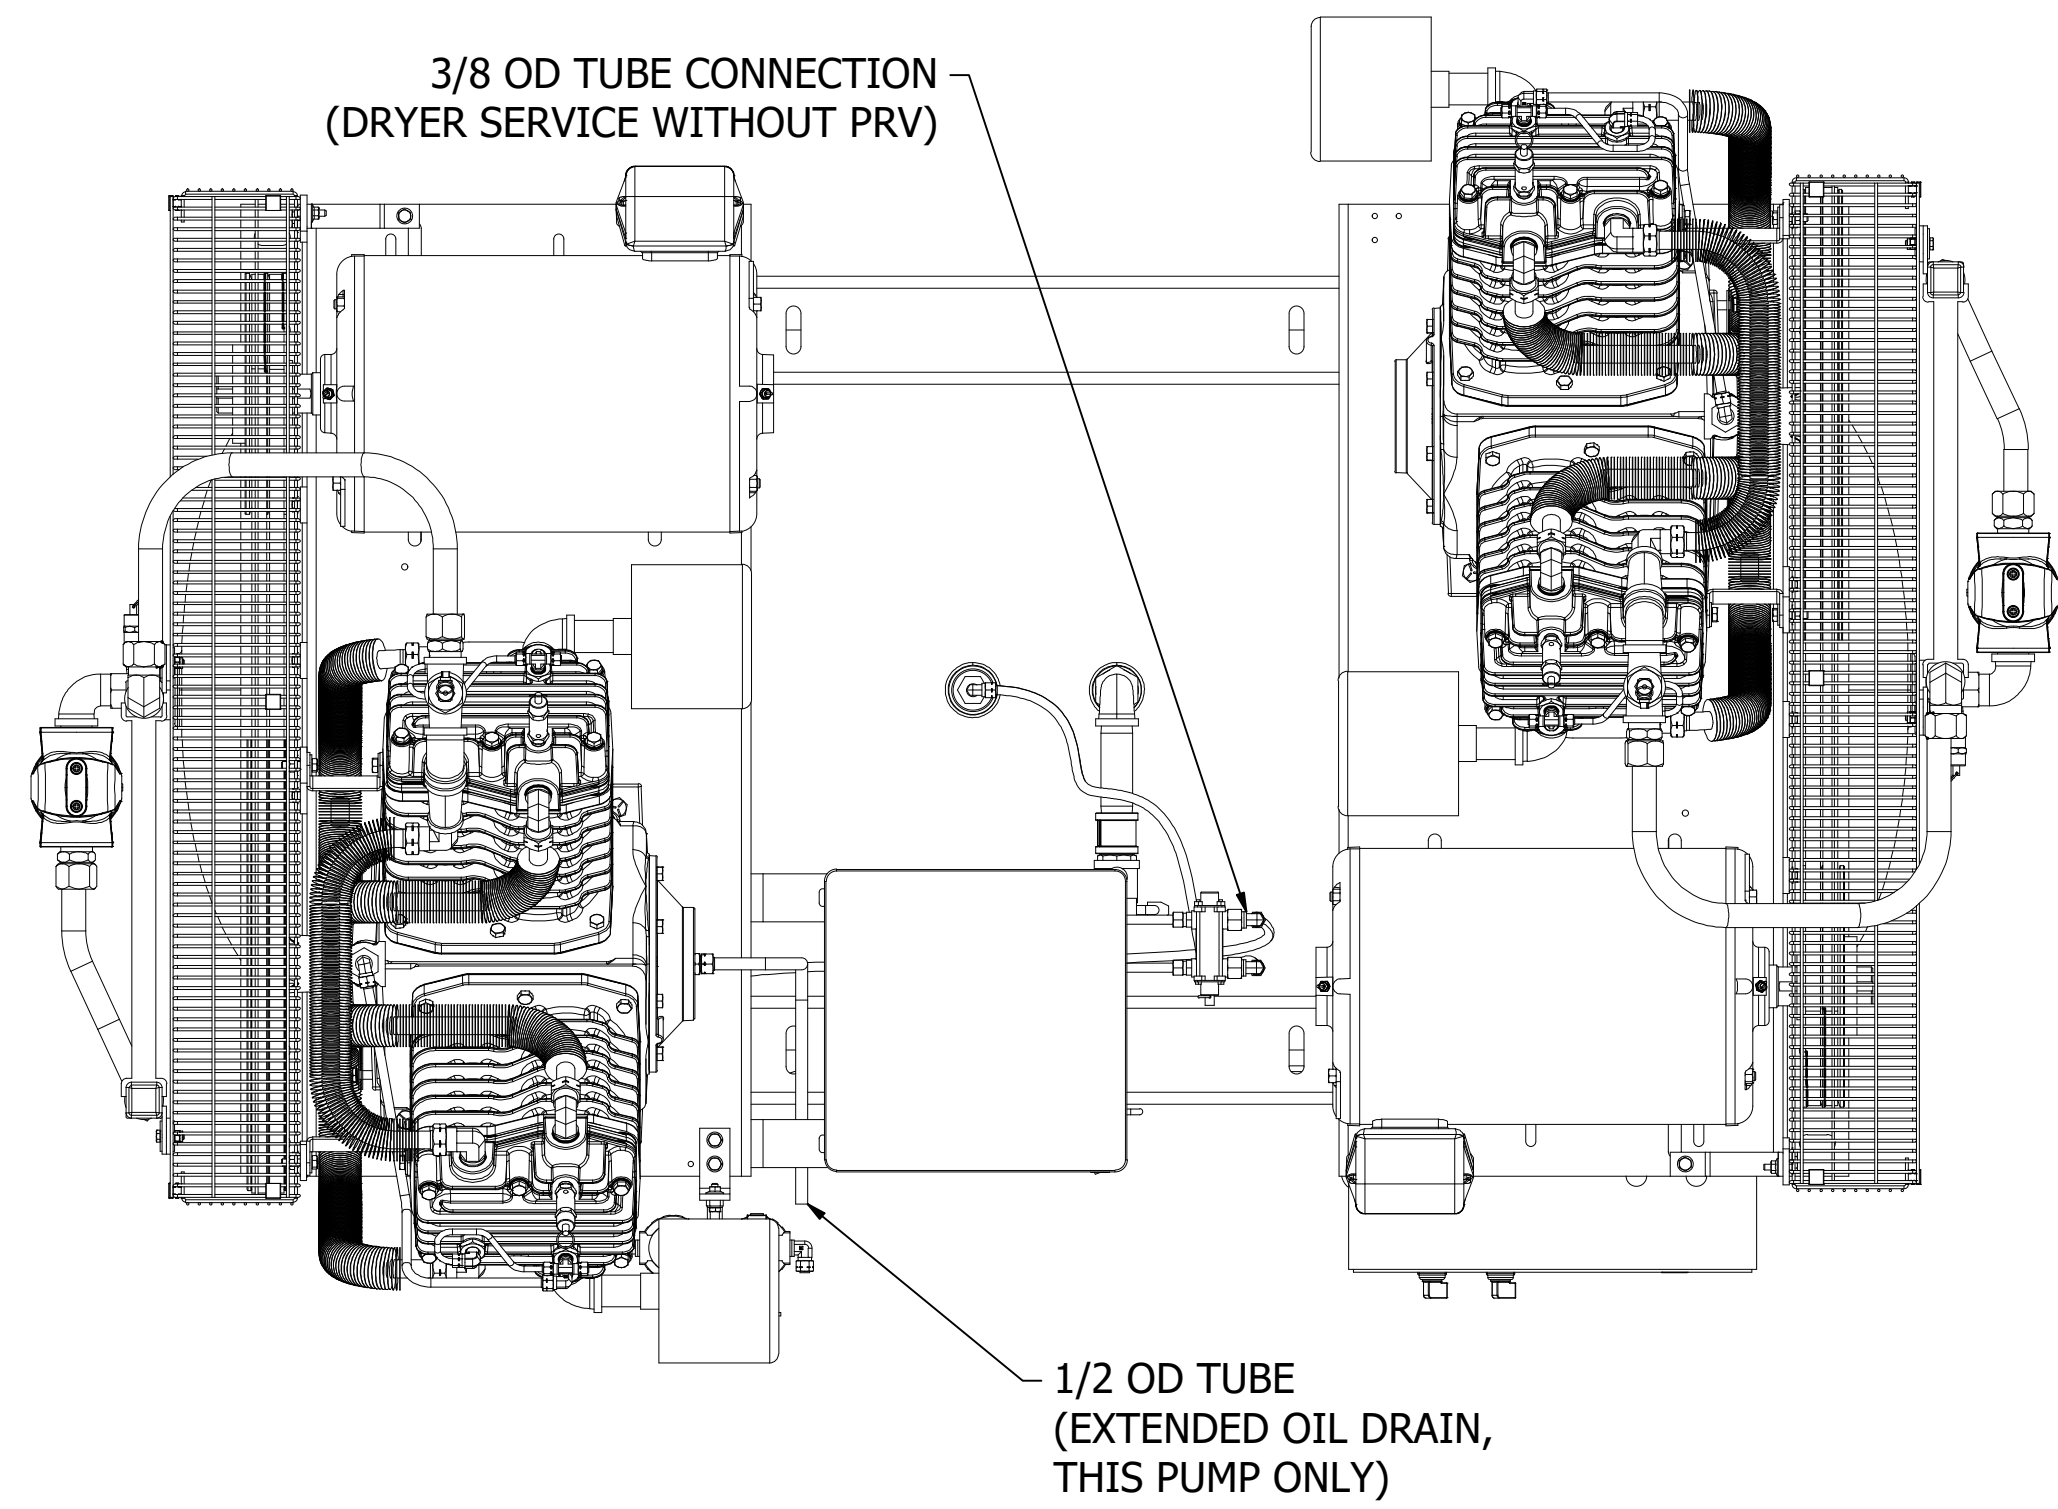 3/8 OD TUBE CONNECTION
(DRYER SERVICE WITHOUT PRV)
1/2 OD TUBE
(EXTENDED OIL DRAIN,
THIS PUMP ONLY)